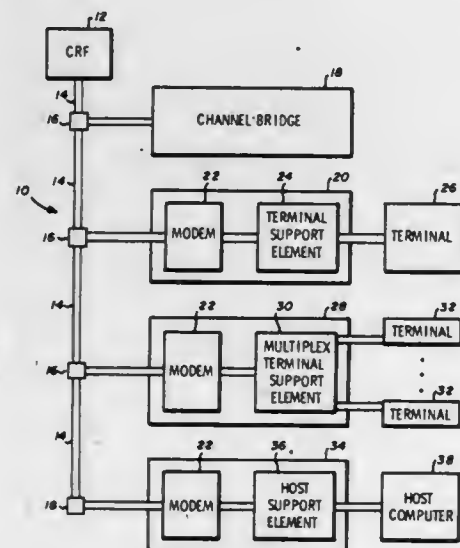 12
CRF
14
16
18
CHANNEL-BRIDGE
14
10
16
22
24
20
26
MODEM
TERMINAL SUPPORT ELEMENT
TERMINAL
14
16
22
30
28
32
MODEM
MULTIPLEX TERMINAL SUPPORT ELEMENT
TERMINAL
32
TERMINAL
14
16
22
36
34
38
MODEM
HOST SUPPORT ELEMENT
HOST COMPUTER